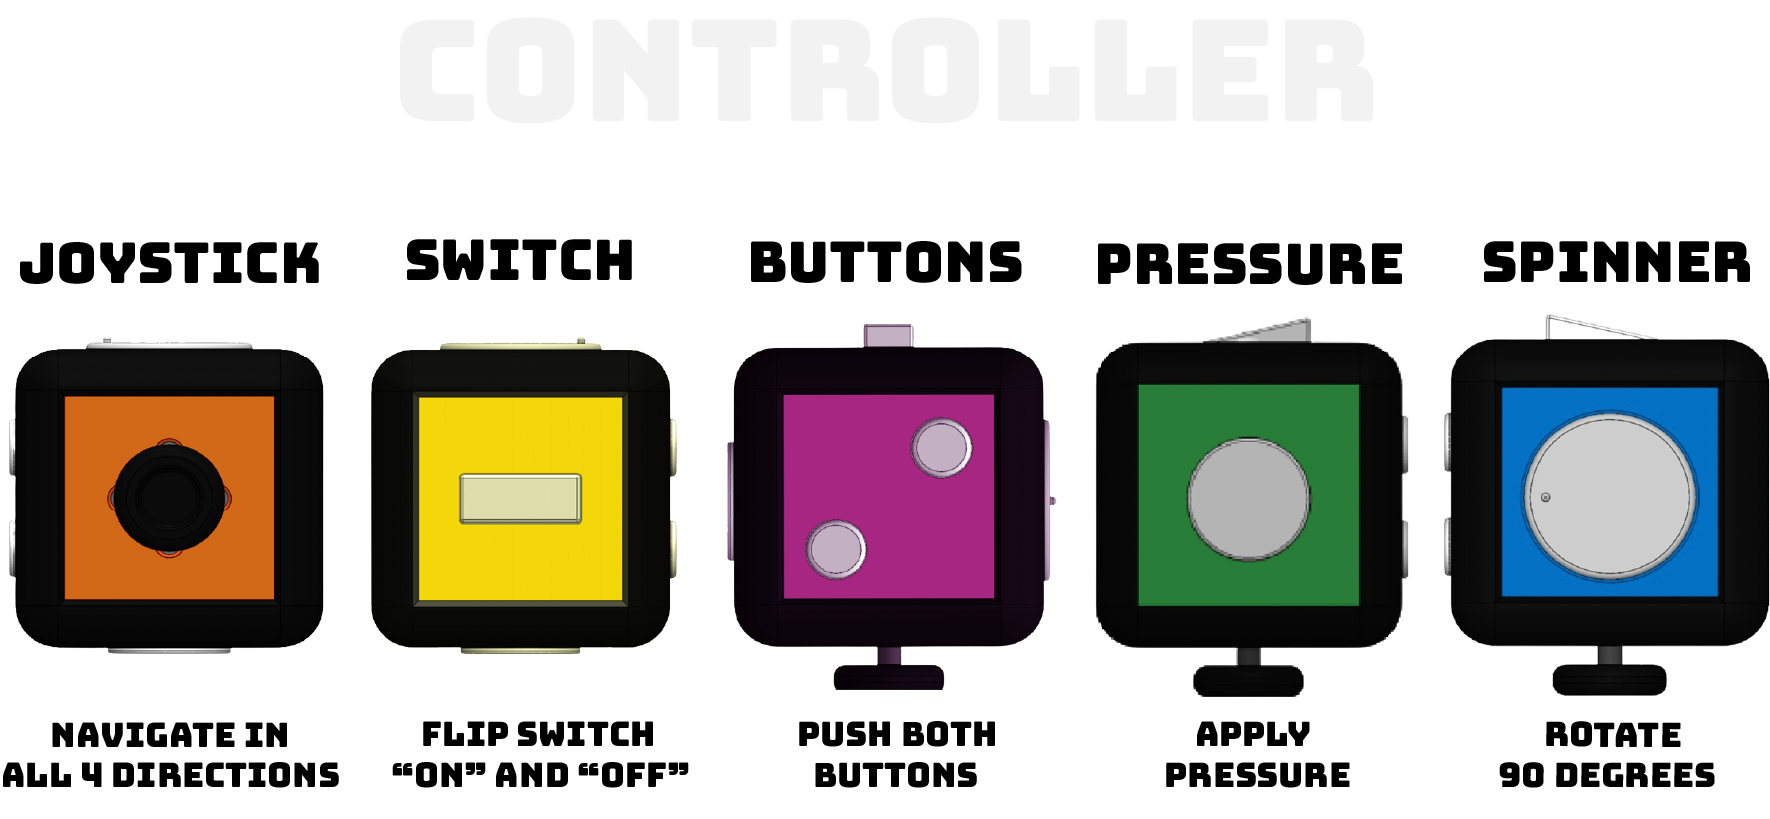 CONTROLLER
JOYSTICK
SWITCH
BUTTONS
PRESSURE
SPINNER
NAVIGATE IN
ALL 4 DIRECTIONS
FLIP SWITCH
“ON” AND “OFF”
PUSH BOTH
BUTTONS
APPLY
PRESSURE
ROTATE
90 DEGREES